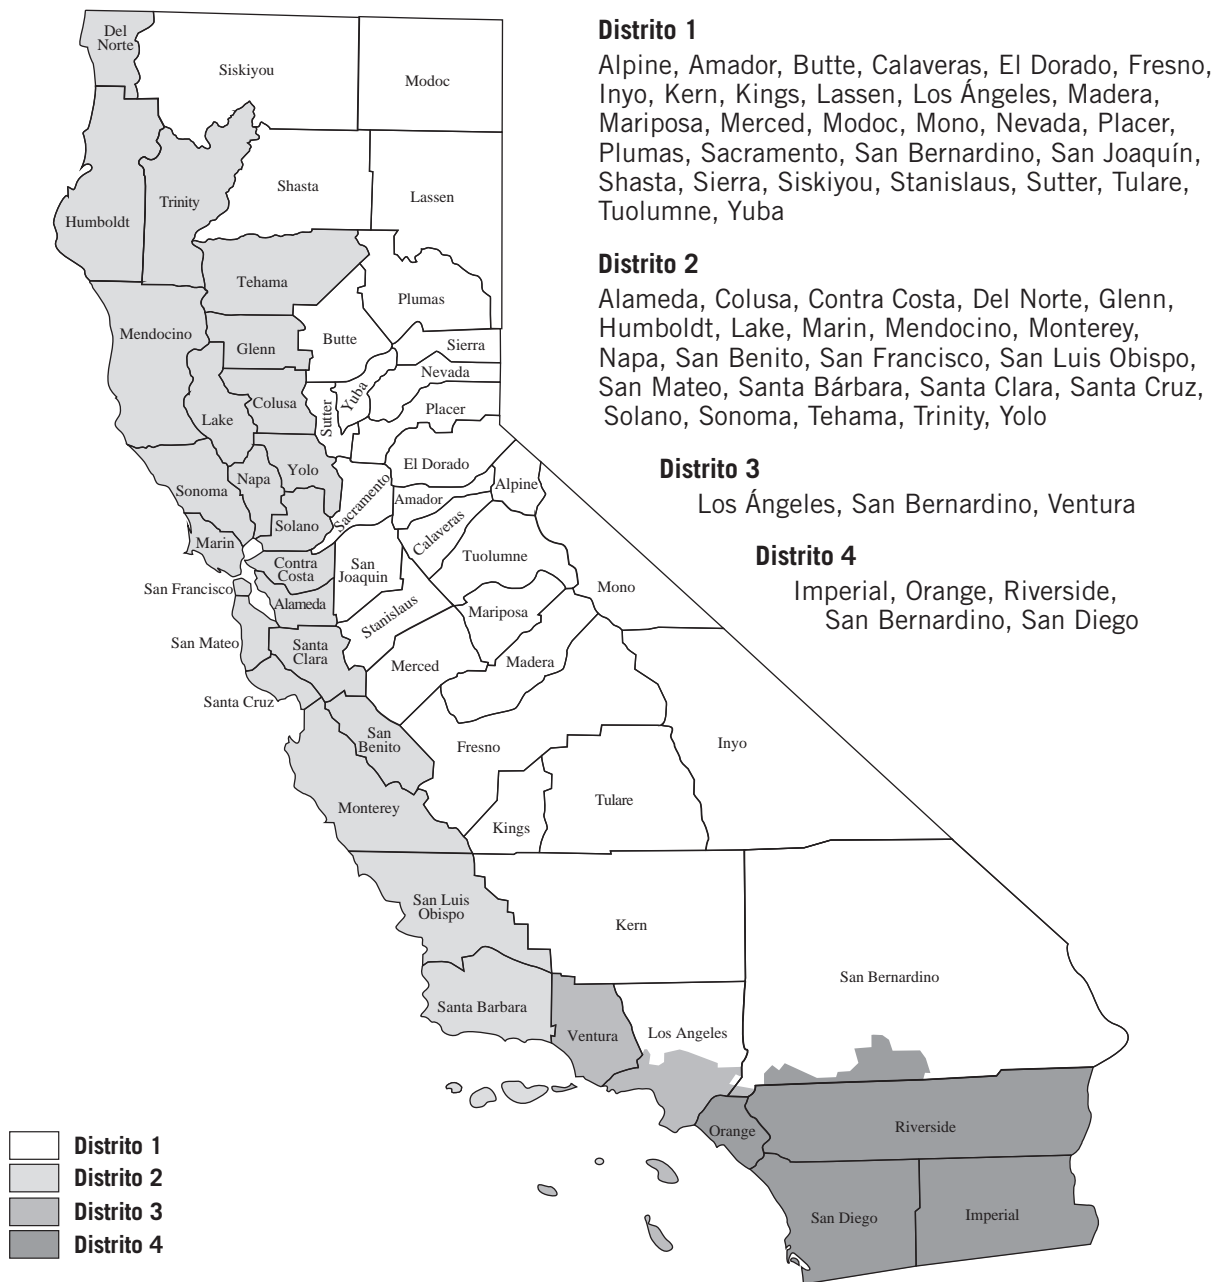 Distrito 1
Alpine, Amador, Butte, Calaveras, El Dorado, Fresno,
Inyo, Kern, Kings, Lassen, Los Ángeles, Madera,
Mariposa, Merced, Modoc, Mono, Nevada, Placer,
Plumas, Sacramento, San Bernardino, San Joaquín,
Shasta, Sierra, Siskiyou, Stanislaus, Sutter, Tulare,
Tuolumne, Yuba
Distrito 2
Alameda, Colusa, Contra Costa, Del Norte, Glenn,
Humboldt, Lake, Marin, Mendocino, Monterey,
Napa, San Benito, San Francisco, San Luis Obispo,
San Mateo, Santa Bárbara, Santa Clara, Santa Cruz,
Solano, Sonoma, Tehama, Trinity, Yolo
Distrito 3
Los Ángeles, San Bernardino, Ventura
Distrito 4
Imperial, Orange, Riverside,
San Bernardino, San Diego
Del
Norte
Siskiyou
Modoc
Shasta
Lassen
Trinity
Humboldt
Tehama
Plumas
Mendocino
Butte
Glenn
Sierra
Nevada
Yuba
Sutter
Colusa
Placer
Lake
El Dorado
Yolo
Napa
Sonoma
Sacramento
Alpine
Amador
Solano
Calaveras
Marin
Tuolumne
Contra
Costa
San
Joaquin
Mono
San Francisco
Alameda
Stanislaus
Mariposa
San Mateo
Santa
Clara
Merced
Madera
Santa Cruz
San
Benito
Fresno
Inyo
Monterey
Tulare
Kings
San Luis
Obispo
Kern
San Bernardino
Santa Barbara
Ventura
Los Angeles
Orange
Riverside
San Diego
Imperial
Distrito 1
Distrito 2
Distrito 3
Distrito 4